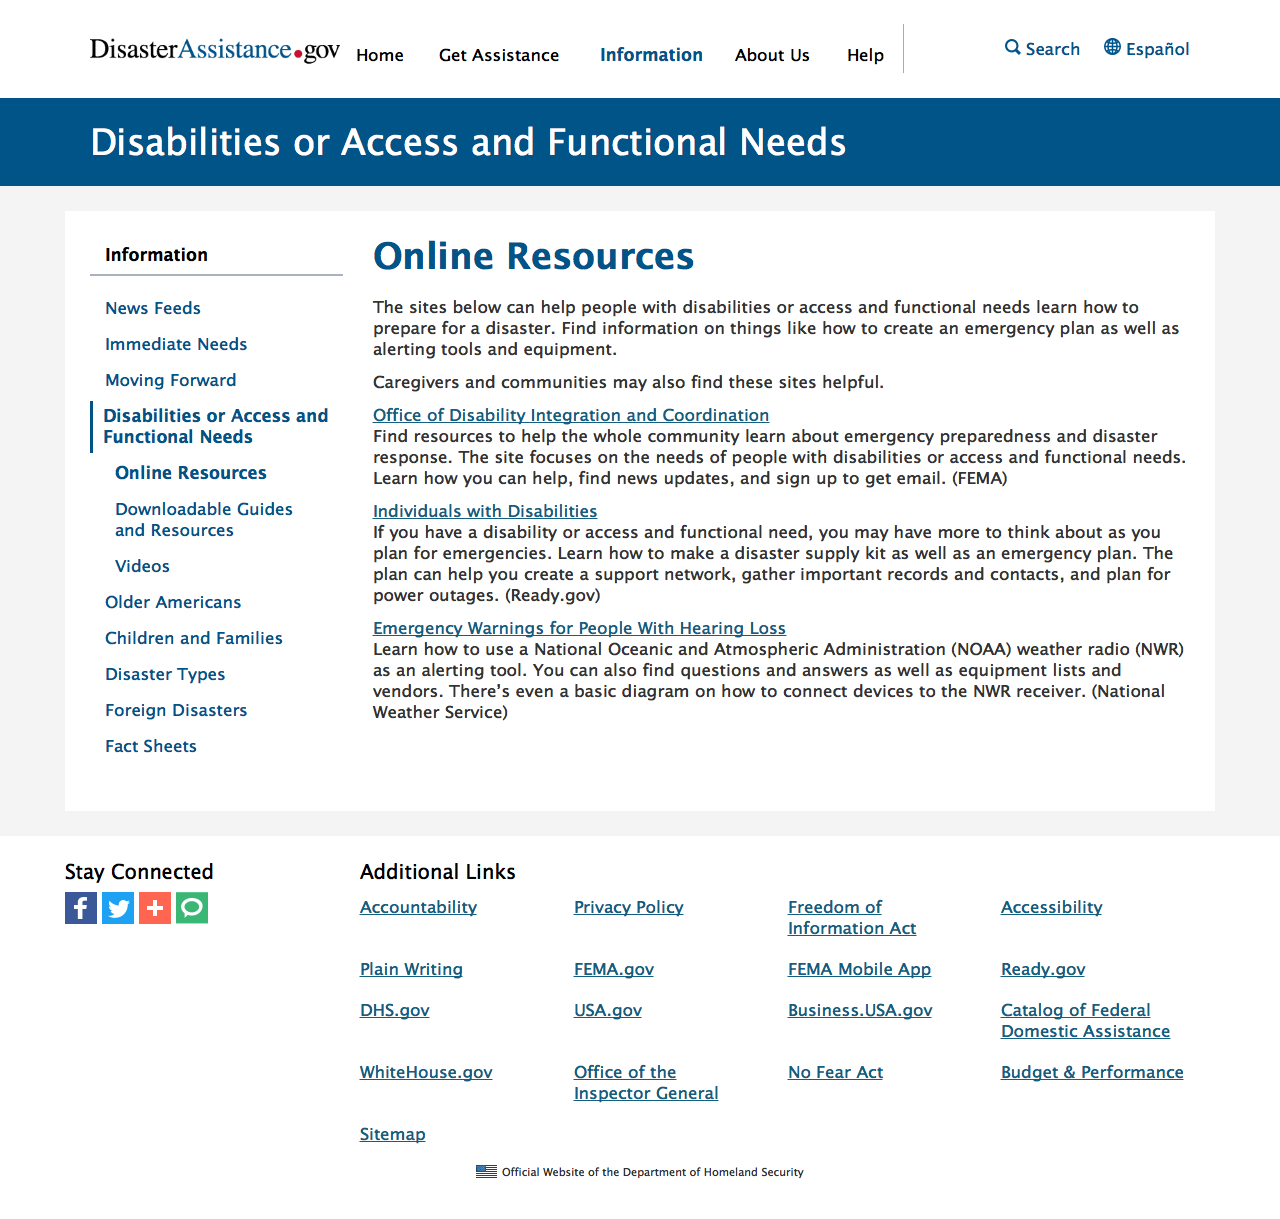 DisasterAssistance.gov
Home
Get Assistance
Information
About Us
Help
Search
Español
Disabilities or Access and Functional Needs
Information
News Feeds
Immediate Needs
Moving Forward
Disabilities or Access and
Functional Needs
Online Resources
Downloadable Guides
and Resources
Videos
Older Americans
Children and Families
Disaster Types
Foreign Disasters
Fact Sheets
Online Resources
The sites below can help people with disabilities or access and functional needs learn how to
prepare for a disaster. Find information on things like how to create an emergency plan as well as
alerting tools and equipment.
Caregivers and communities may also find these sites helpful.
Office of Disability Integration and Coordination
Find resources to help the whole community learn about emergency preparedness and disaster
response. The site focuses on the needs of people with disabilities or access and functional needs.
Learn how you can help, find news updates, and sign up to get email. (FEMA)
Individuals with Disabilities
If you have a disability or access and functional need, you may have more to think about as you
plan for emergencies. Learn how to make a disaster supply kit as well as an emergency plan. The
plan can help you create a support network, gather important records and contacts, and plan for
power outages. (Ready.gov)
Emergency Warnings for People With Hearing Loss
Learn how to use a National Oceanic and Atmospheric Administration (NOAA) weather radio (NWR)
as an alerting tool. You can also find questions and answers as well as equipment lists and
vendors. There’s even a basic diagram on how to connect devices to the NWR receiver. (National
Weather Service)
Stay Connected
Additional Links
Accountability
Privacy Policy
Freedom of
Information Act
Accessibility
Plain Writing
FEMA.gov
FEMA Mobile App
Ready.gov
DHS.gov
USA.gov
Business.USA.gov
Catalog of Federal
Domestic Assistance
WhiteHouse.gov
Office of the
Inspector General
No Fear Act
Budget & Performance
Sitemap
Official Website of the Department of Homeland Security